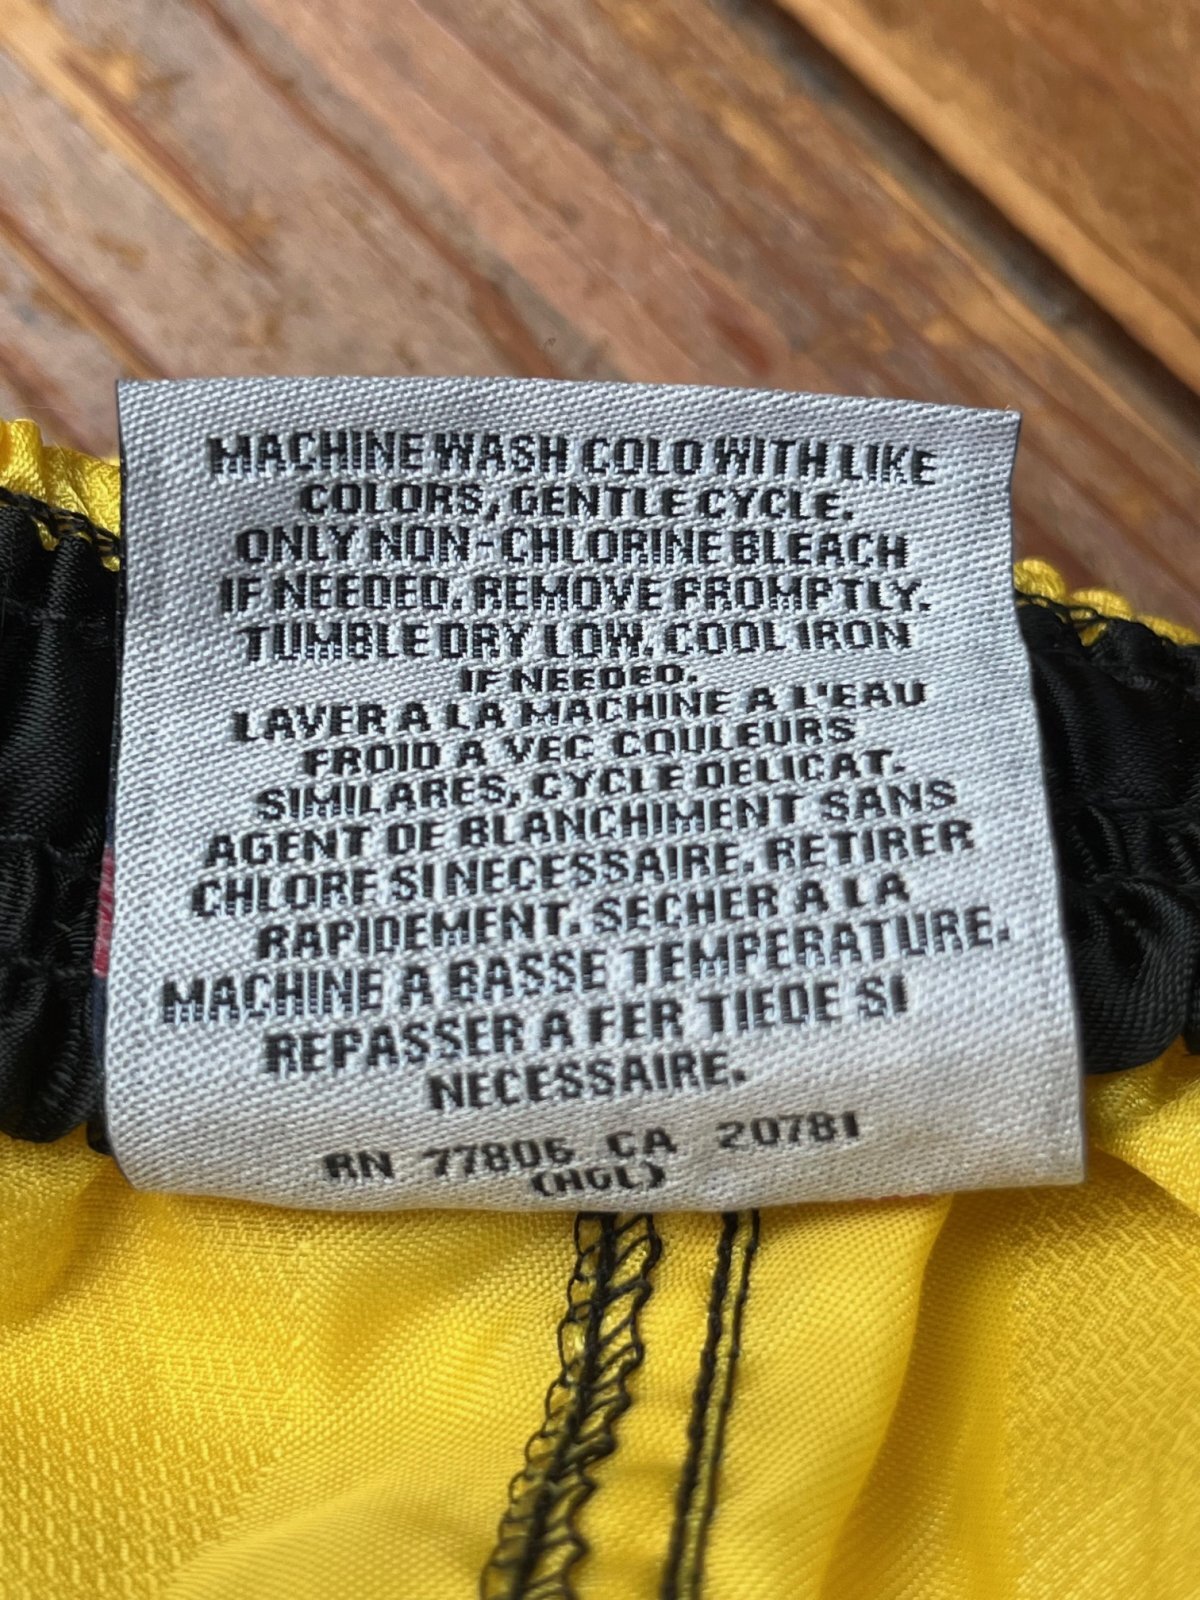 MACHINE WASH COLD WITH LIKE
COLORS, GENTLE CYCLE.
ONLY NON-CHLORINE BLEACH
IF NEEDED. REMOVE PROMPTLY.
TUMBLE DRY LOW. COOL IRON
IF NEEDED.
LAVER A LA MACHINE A L'EAU
FROID A VEC COULEURS
SIMILARES, CYCLE DELICAT.
AGENT DE BLANCHIMENT SANS
CHLORE SI NECESSAIRE. RETIRER
RAPIDEMENT. SECHER A LA
MACHINE A BASSE TEMPERATURE.
REPASSER A FER TIEDE SI
NECESSAIRE.
RN 77806 CA 20781
(HGL)